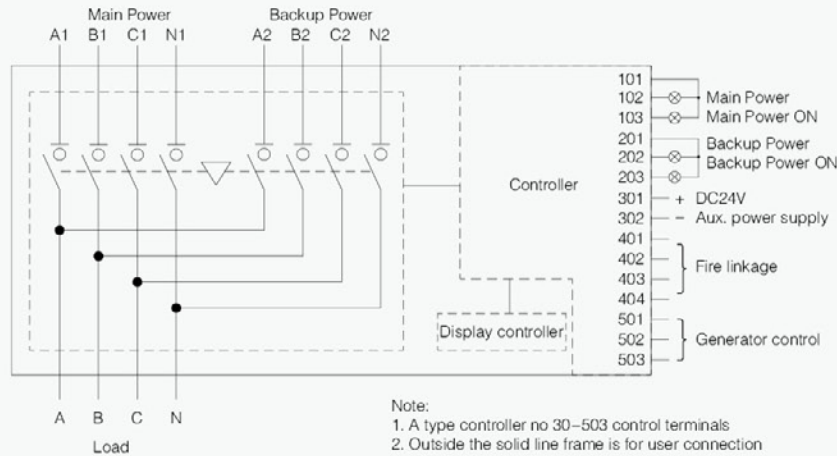 Main Power Backup Power
A1 B1 C1 N1 A2 B2 C2 N2
101
102 Main Power
103 Main Power ON
201 Backup Power
202 Backup Power ON
203
Controller
301 + DC24V
302 − Aux. power supply
401
402 Fire linkage
403
404
501
Display controller
502 Generator control
503
A B C N
Load
Note:
1. A type controller no 30–503 control terminals
2. Outside the solid line frame is for user connection